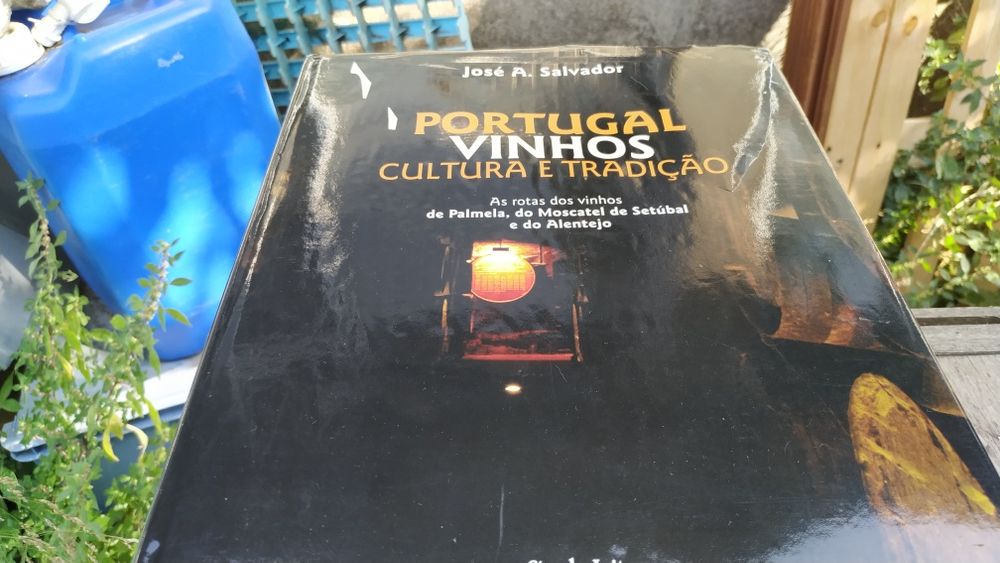 José A. Salvador
PORTUGAL
VINHOS
CULTURA E TRADIÇÃO
As rotas dos vinhos
de Palmela, do Moscatel de Setúbal
e do Alentejo